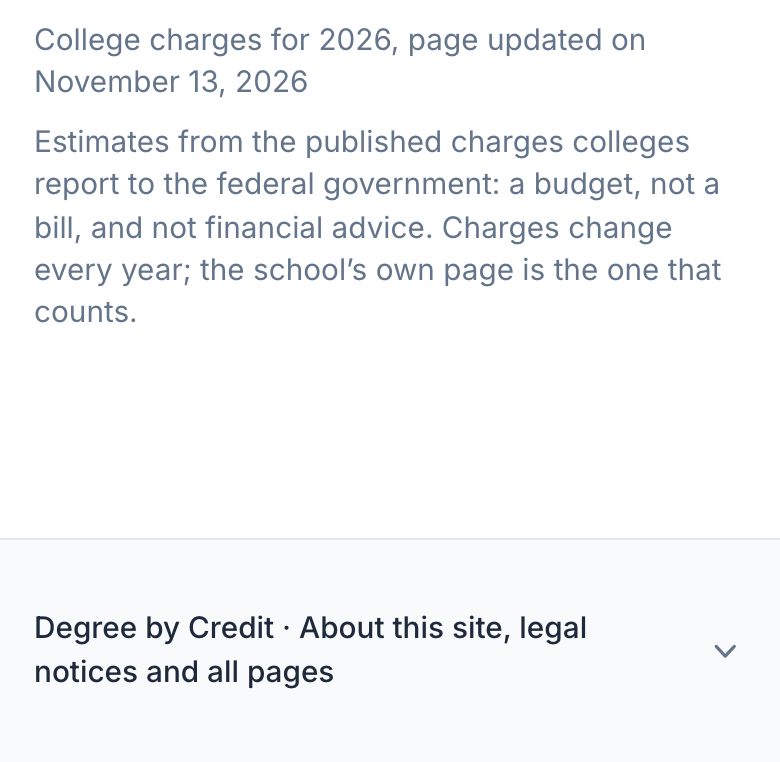 College charges for 2026, page updated on
November 13, 2026
Estimates from the published charges colleges
report to the federal government: a budget, not a
bill, and not financial advice. Charges change
every year; the school’s own page is the one that
counts.
Degree by Credit · About this site, legal
notices and all pages